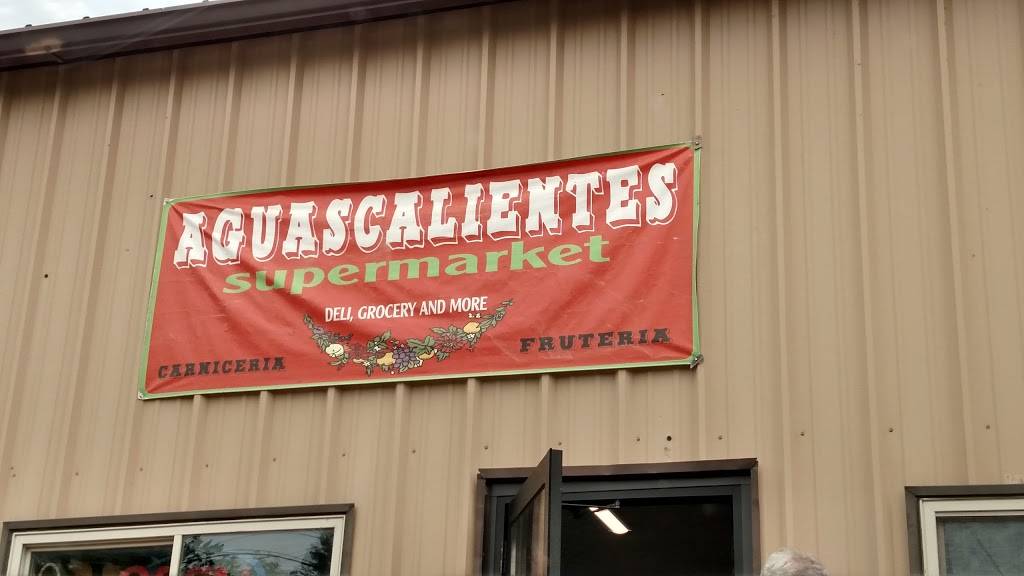 AGUASCALIENTES
supermarket
DELI, GROCERY AND MORE
CARNICERIA
FRUTERIA